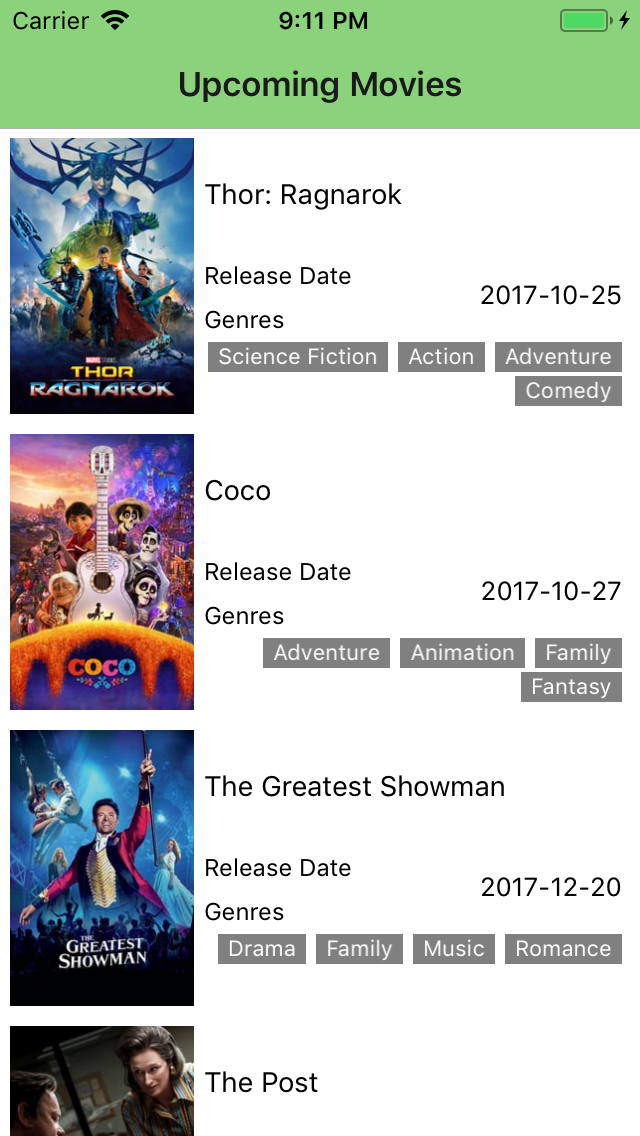 Carrier 9:11 PM
Upcoming Movies
Thor: Ragnarok
Release Date
2017-10-25
Genres
Science Fiction Action Adventure
Comedy
MARVEL STUDIOS
THOR
RAGNAROK
Coco
Release Date
2017-10-27
Genres
Adventure Animation Family
Fantasy
COCO
The Greatest Showman
Release Date
2017-12-20
Genres
Drama Family Music Romance
THE
GREATEST
SHOWMAN
The Post